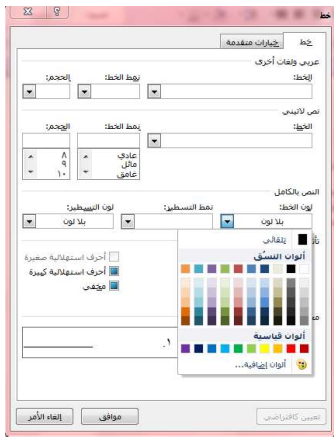 خط
خط خيارات متقدمة
عربي ولغات أخرى
الخط: نمط الخط: الحجم:
نص لاتيني
الخط: نمط الخط: الحجم:
عادي
مائل
غامق
٨
٩
١٠
النص بالكامل
لون الخط: نمط التسطير: لون التسطير:
بلا لون بلا لون
تلقائي
ألوان النسق
ألوان قياسية
ألوان إضافية...
أحرف استهلالية صغيرة
أحرف استهلالية كبيرة
مخفي
١.
تعيين كافتراضي موافق إلغاء الأمر